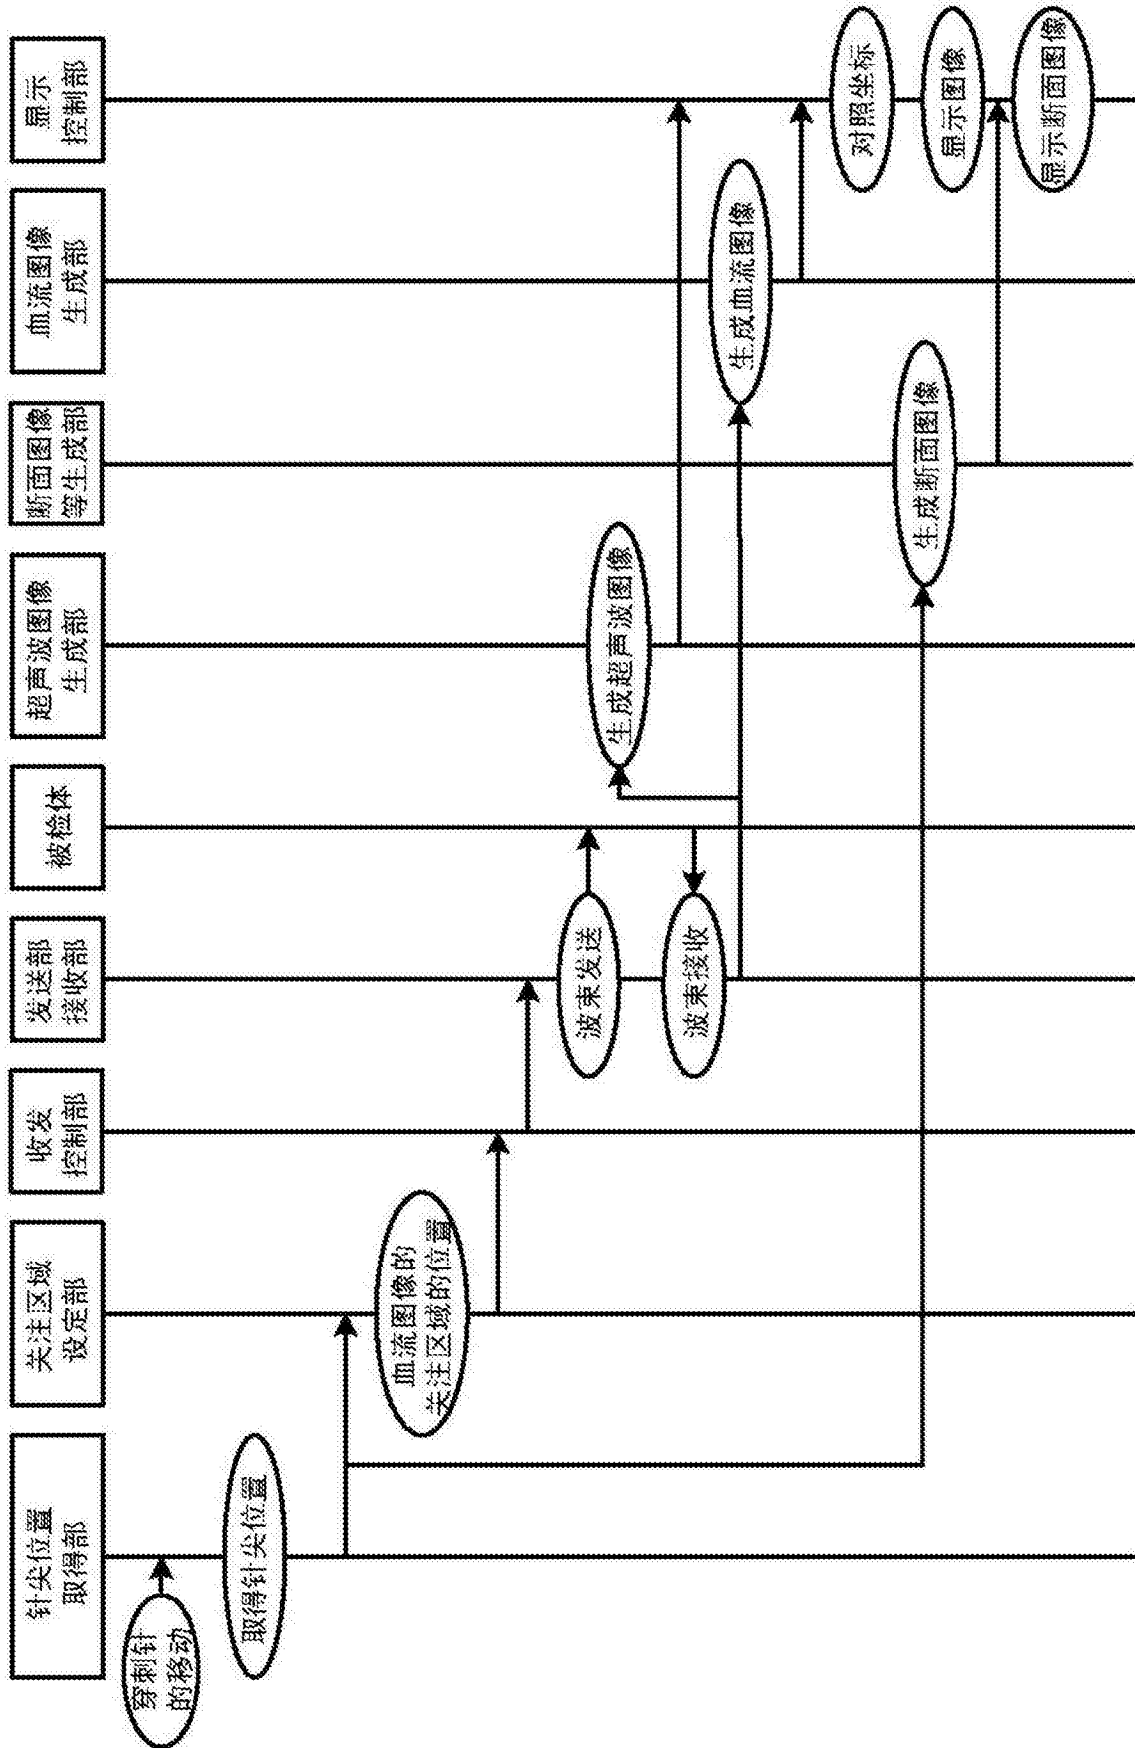 针尖位置
取得部
关注区域
设定部
收发
控制部
发送部
接收部
被检体
超声波图像
生成部
断面图像
等生成部
血流图像
生成部
显示
控制部
穿刺针
的移动
取得针尖位置
血流图像的
关注区域的位置
波束发送
生成超声波图像
波束接收
生成血流图像
对照坐标
生成断面图像
显示图像
显示断面图像